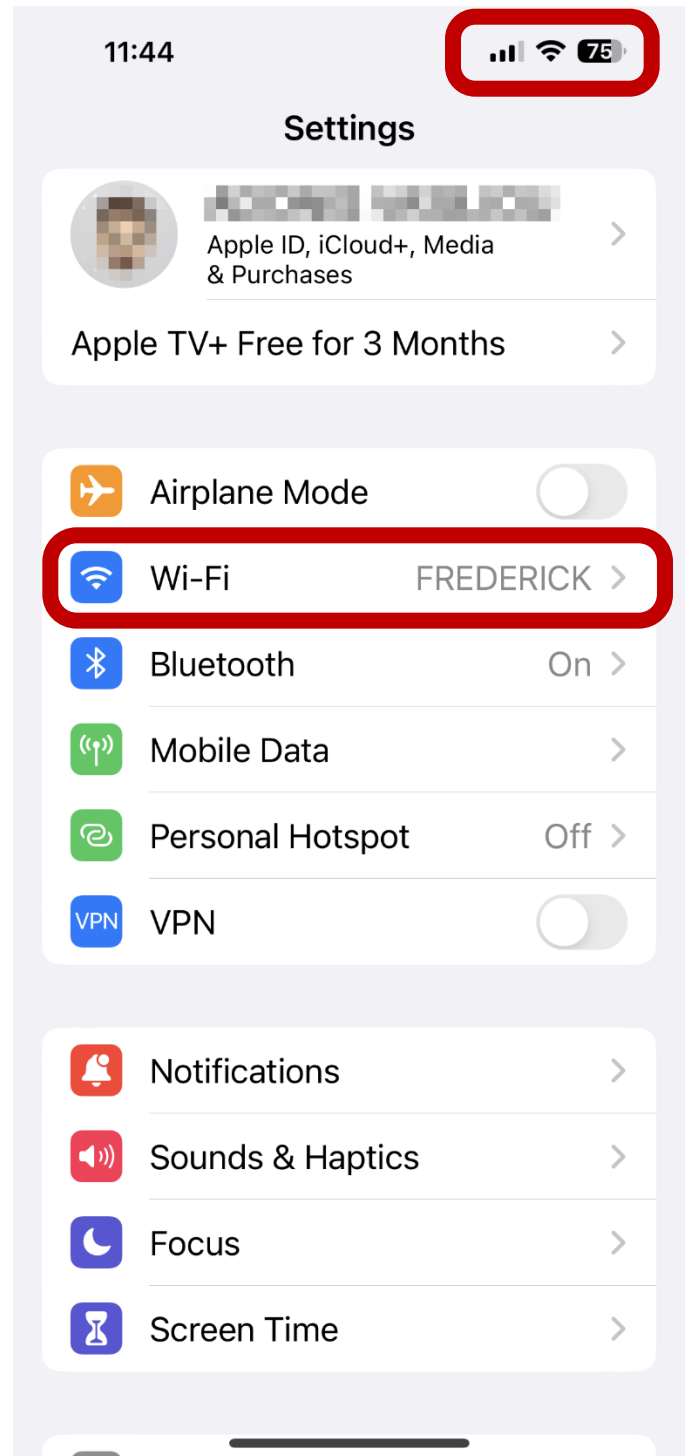 11:44
75
Settings
Apple ID, iCloud+, Media
& Purchases
Apple TV+ Free for 3 Months
Airplane Mode
Wi-Fi FREDERICK
Bluetooth On
Mobile Data
Personal Hotspot Off
VPN VPN
Notifications
Sounds & Haptics
Focus
Screen Time